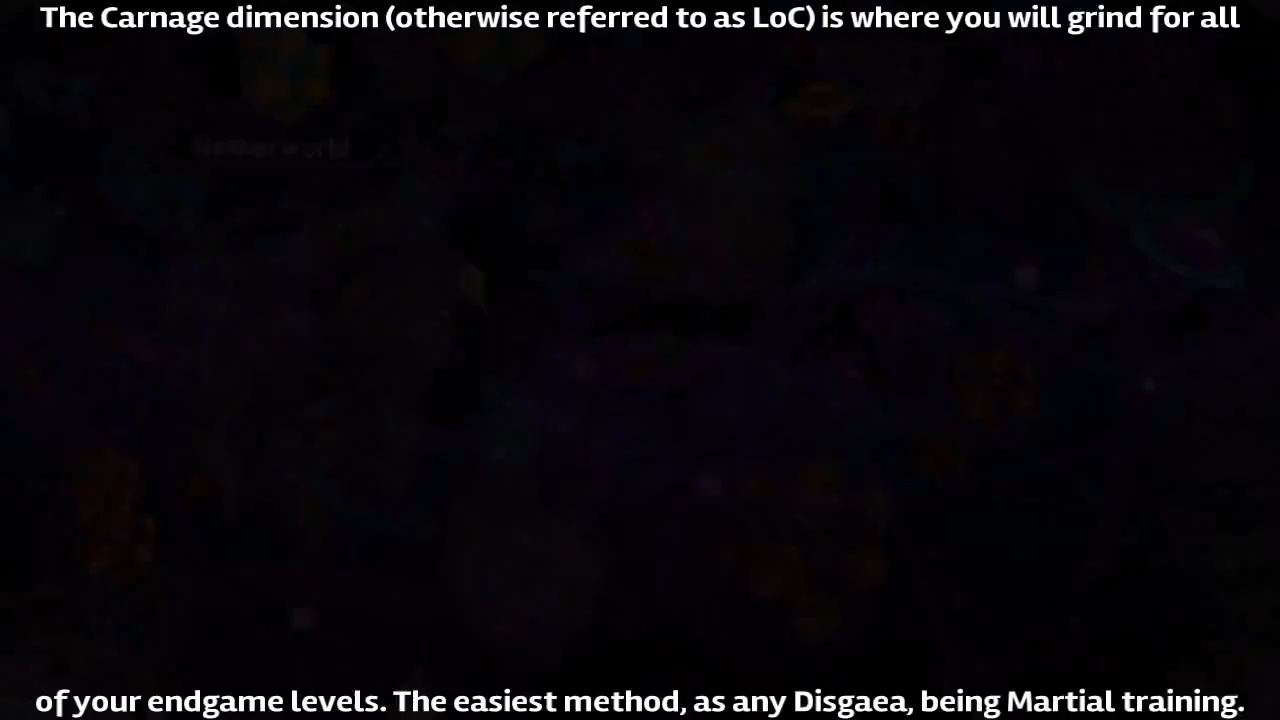 The Carnage dimension (otherwise referred to as LoC) is where you will grind for all
of your endgame levels. The easiest method, as any Disgaea, being Martial training.